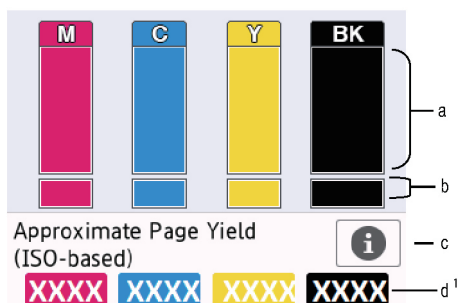 M C Y BK
a
b
Approximate Page Yield
(ISO-based)
c
XXXX XXXX XXXX XXXX
d¹